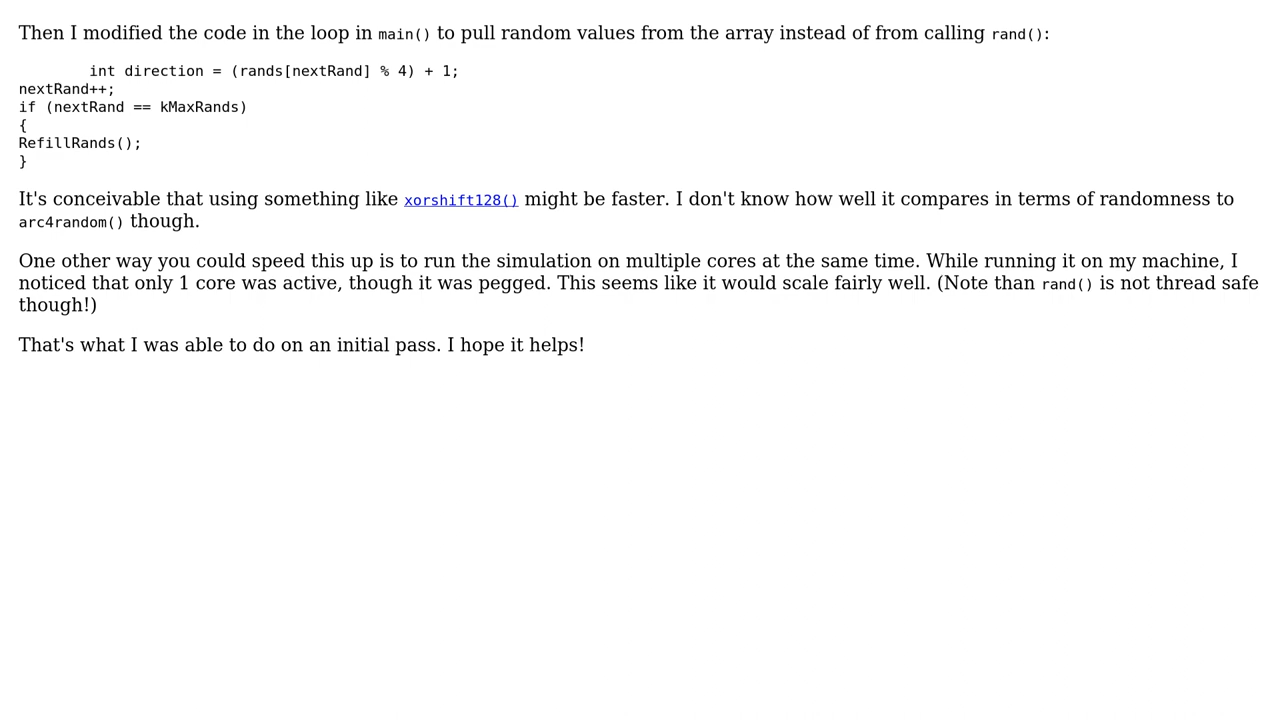 Then I modified the code in the loop in main() to pull random values from the array instead of from calling rand():
int direction = (rands[nextRand] % 4) + 1;
nextRand++;
if (nextRand == kMaxRands)
{
RefillRands();
}
It's conceivable that using something like xorshift128() might be faster. I don't know how well it compares in terms of randomness to
arc4random() though.
One other way you could speed this up is to run the simulation on multiple cores at the same time. While running it on my machine, I
noticed that only 1 core was active, though it was pegged. This seems like it would scale fairly well. (Note than rand() is not thread safe
though!)
That's what I was able to do on an initial pass. I hope it helps!